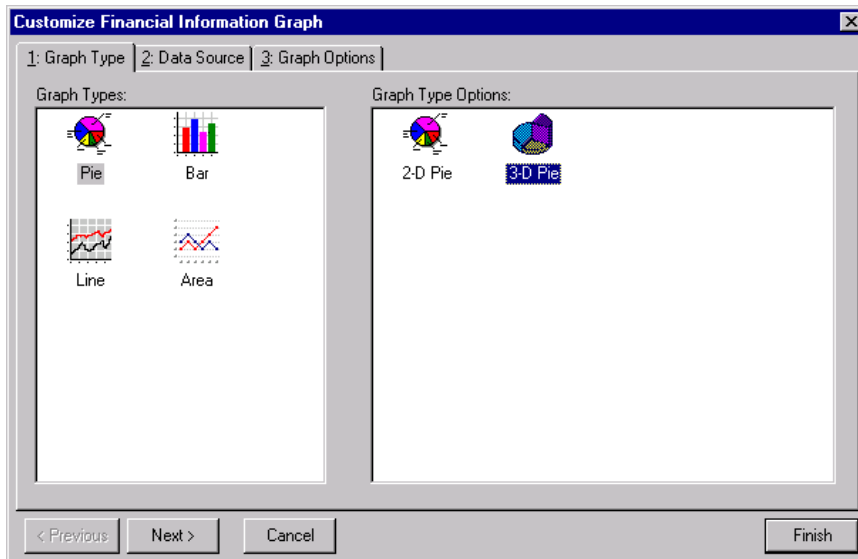 Customize Financial Information Graph
1: Graph Type 2: Data Source 3: Graph Options
Graph Types:
Pie
Bar
Line
Area
Graph Type Options:
2-D Pie
3-D Pie
< Previous
Next >
Cancel
Finish